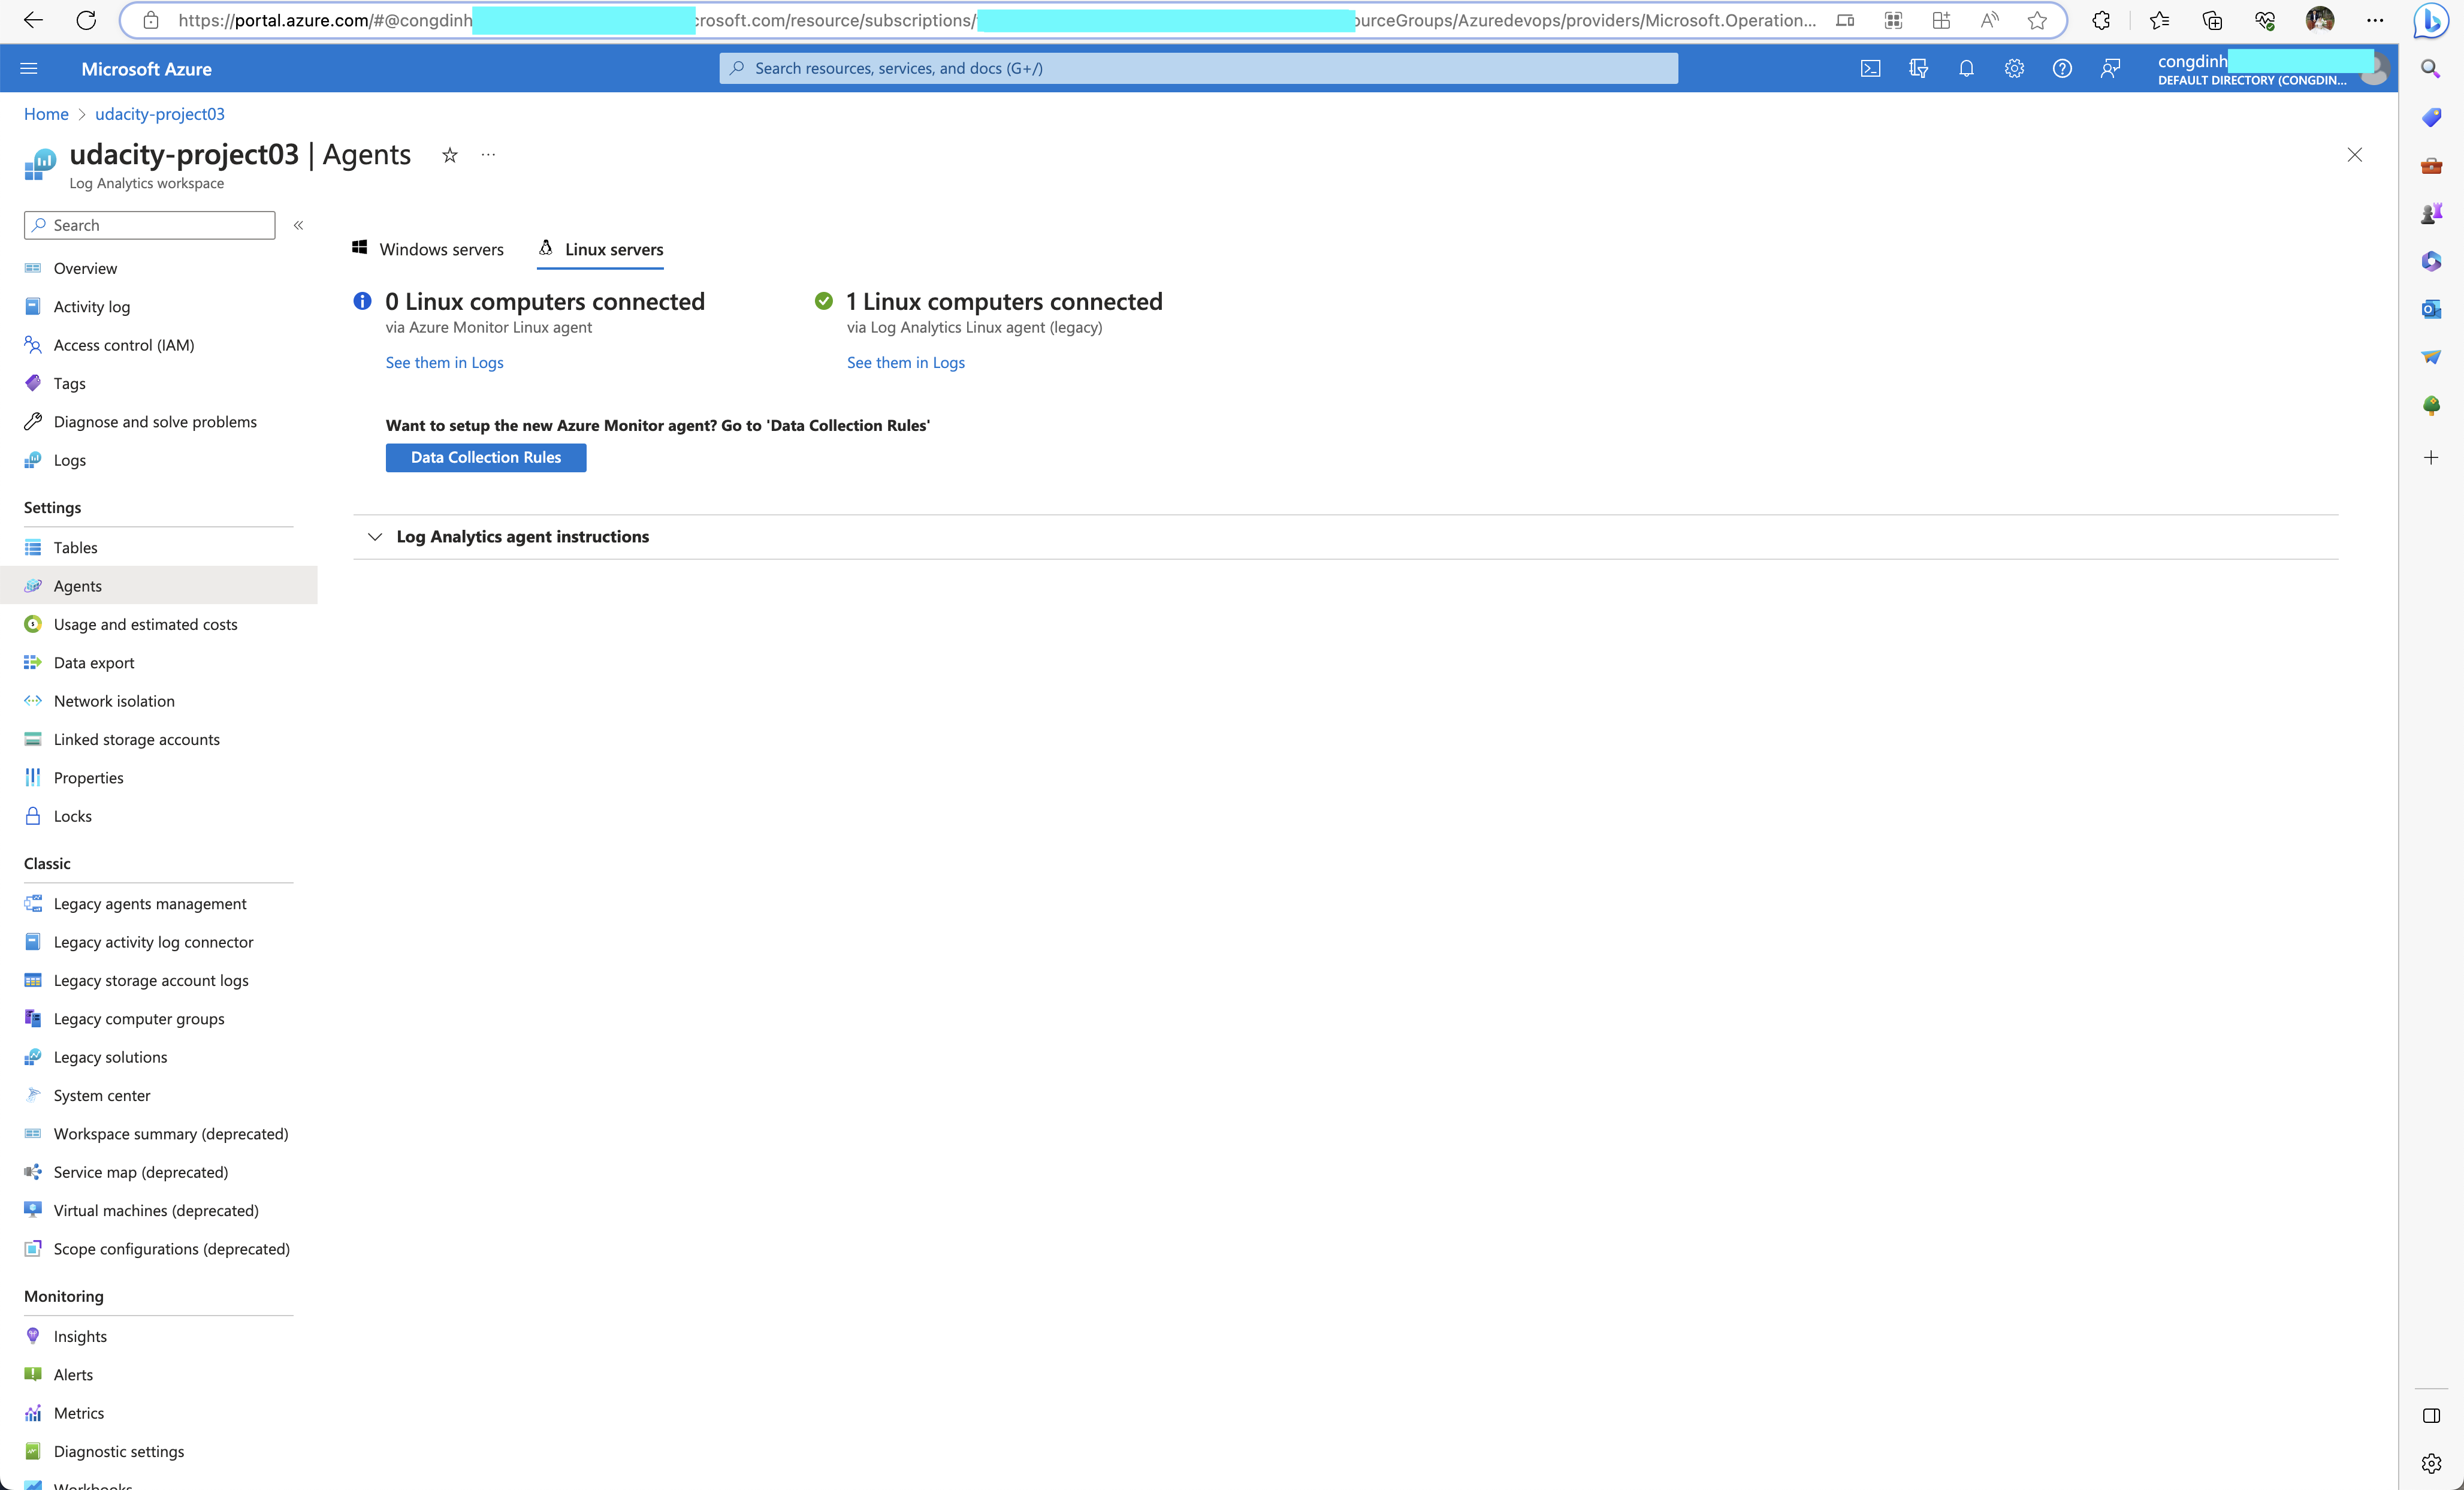 https://portal.azure.com/#@congdinh crosoft.com/resource/subscriptions/ ourceGroups/Azuredevops/providers/Microsoft.Operation...
Microsoft Azure
Search resources, services, and docs (G+/)
congdinh
DEFAULT DIRECTORY (CONGDIN...
Home > udacity-project03
udacity-project03 | Agents
Log Analytics workspace
Search
Overview
Activity log
Access control (IAM)
Tags
Diagnose and solve problems
Logs
Settings
Tables
Agents
Usage and estimated costs
Data export
Network isolation
Linked storage accounts
Properties
Locks
Classic
Legacy agents management
Legacy activity log connector
Legacy storage account logs
Legacy computer groups
Legacy solutions
System center
Workspace summary (deprecated)
Service map (deprecated)
Virtual machines (deprecated)
Scope configurations (deprecated)
Monitoring
Insights
Alerts
Metrics
Diagnostic settings
Workbooks
Windows servers
Linux servers
0 Linux computers connected
via Azure Monitor Linux agent
See them in Logs
1 Linux computers connected
via Log Analytics Linux agent (legacy)
See them in Logs
Want to setup the new Azure Monitor agent? Go to 'Data Collection Rules'
Data Collection Rules
Log Analytics agent instructions